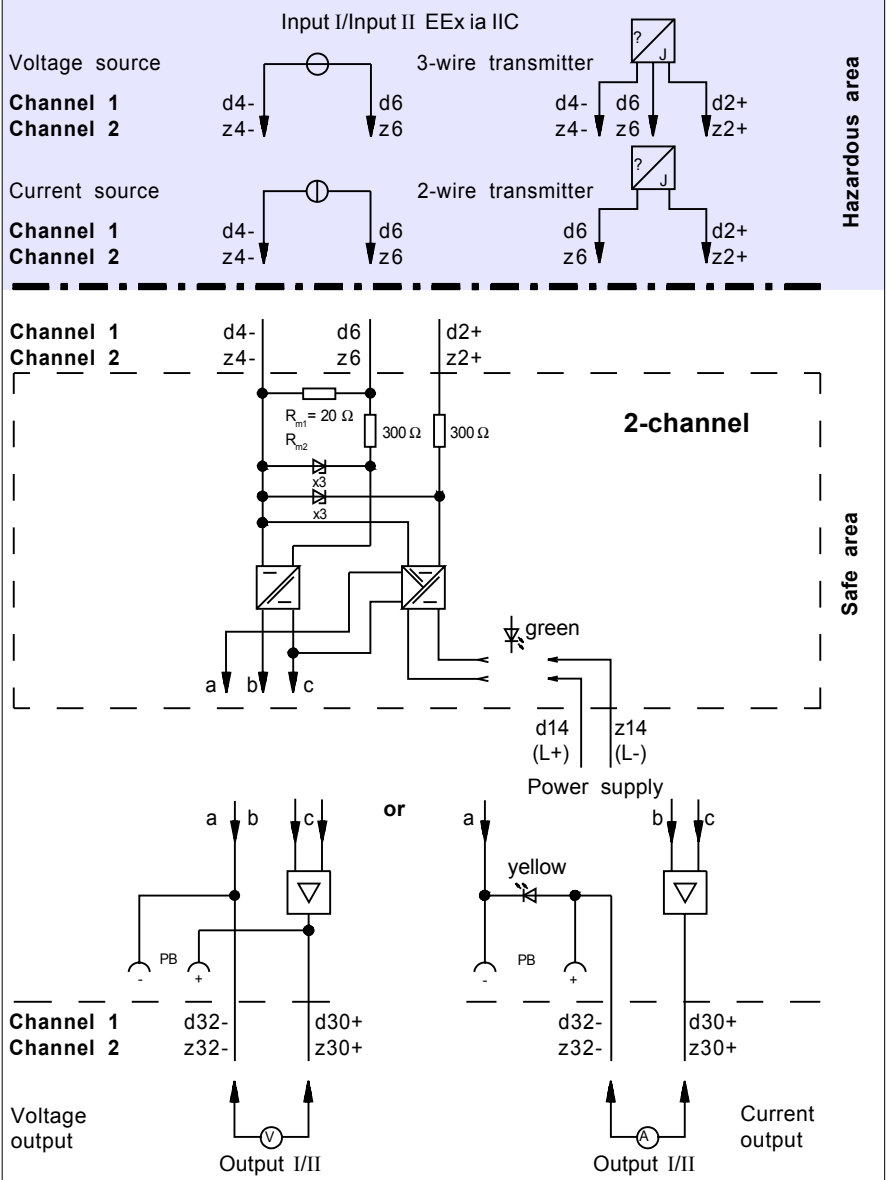 Input I/Input II EEx ia IIC
Voltage source
3-wire transmitter
? J
Channel 1 d4- d6 d4- d6 d2+
Channel 2 z4- z6 z4- z6 z2+
Hazardous area
Current source
2-wire transmitter
? J
Channel 1 d4- d6 d6 d2+
Channel 2 z4- z6 z6 z2+
Channel 1 d4- d6 d2+
Channel 2 z4- z6 z2+
Rm1 = 20 Ω
Rm2
300 Ω
300 Ω
2-channel
x3
x3
Safe area
green
a b c
d14 z14
(L+) (L-)
Power supply
a b c or a b c
yellow
PB
- +
PB
- +
Channel 1 d32- d30+ d32- d30+
Channel 2 z32- z30+ z32- z30+
Voltage
output
V
Output I/II
A
Output I/II
Current
output